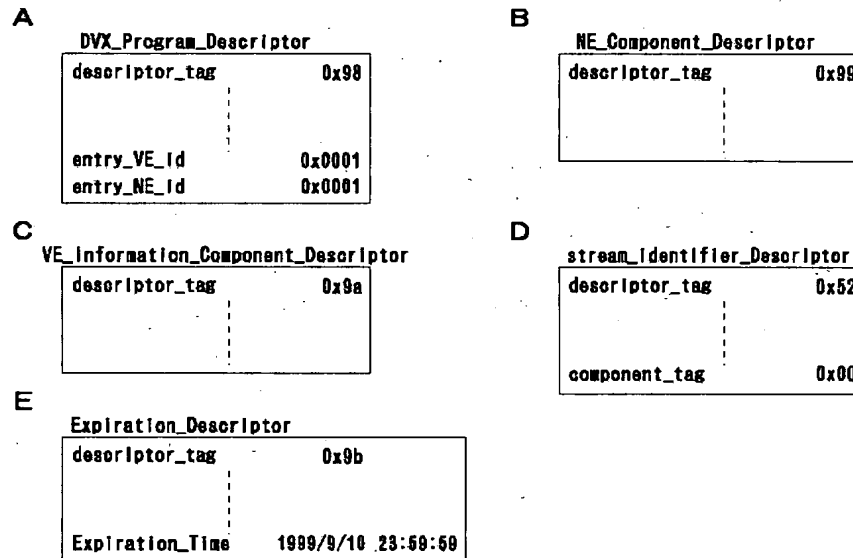 A
DVX_Program_Descriptor
descriptor_tag 0x98
entry_VE_id 0x0001
entry_NE_id 0x0001
B
NE_Component_Descriptor
descriptor_tag 0x99
C
VE_Information_Component_Descriptor
descriptor_tag 0x9a
D
stream_identifier_Descriptor
descriptor_tag 0x52
component_tag 0x00
E
Expiration_Descriptor
descriptor_tag 0x9b
Expiration_Time 1999/9/10 23:59:59